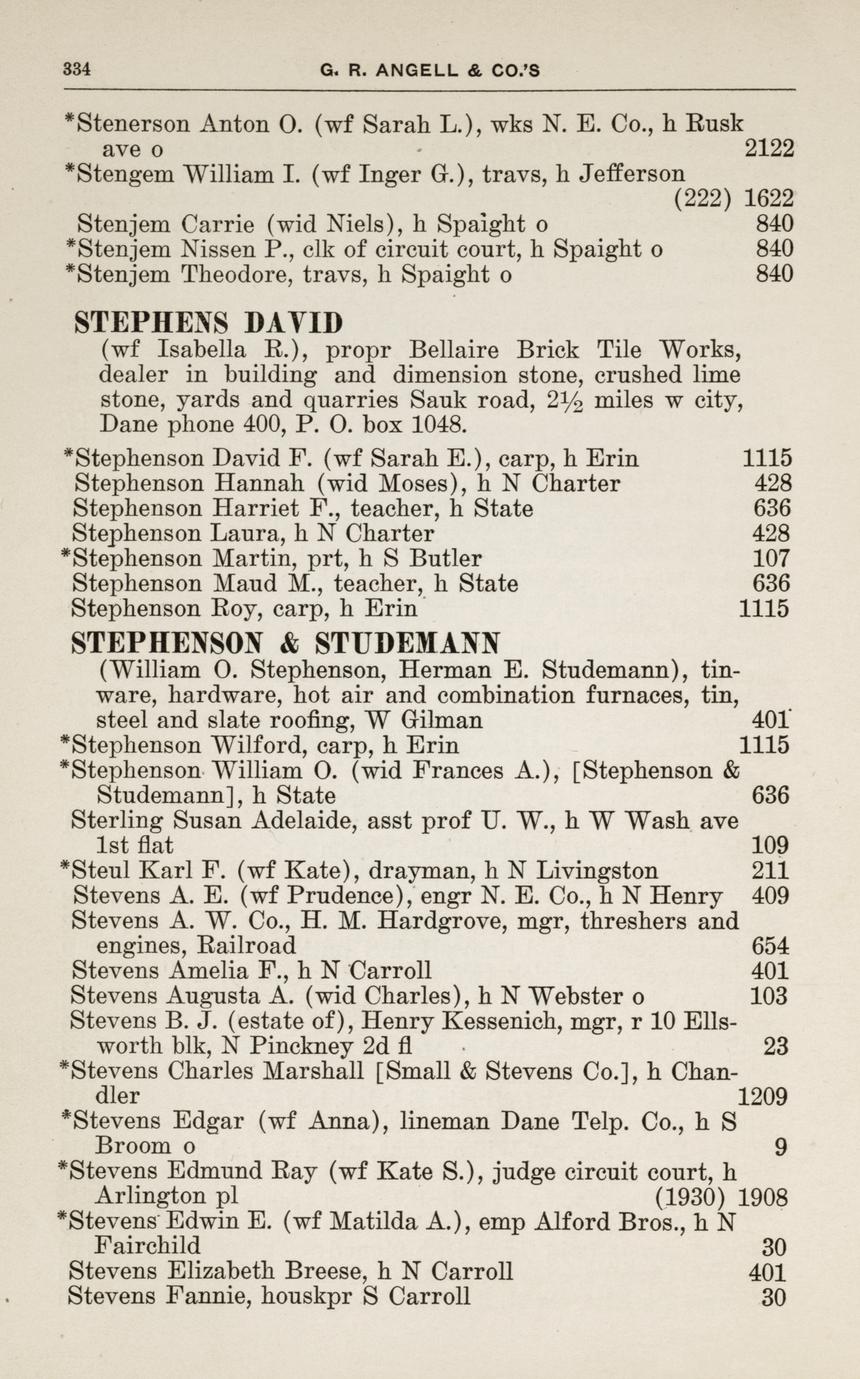 334 G. R. ANGELL & CO.'S
*Stenerson Anton O. (wf Sarah L.), wks N. E. Co., h Rusk
ave o 2122
*Stengem William I. (wf Inger G.), travs, h Jefferson
(222) 1622
Stenjem Carrie (wid Niels), h Spaight o 840
*Stenjem Nissen P., clk of circuit court, h Spaight o 840
*Stenjem Theodore, travs, h Spaight o 840
STEPHENS DAVID
(wf Isabella R.), propr Bellaire Brick Tile Works,
dealer in building and dimension stone, crushed lime
stone, yards and quarries Sauk road, 2½ miles w city,
Dane phone 400, P. O. box 1048.
*Stephenson David F. (wf Sarah E.), carp, h Erin 1115
Stephenson Hannah (wid Moses), h N Charter 428
Stephenson Harriet F., teacher, h State 636
Stephenson Laura, h N Charter 428
*Stephenson Martin, prt, h S Butler 107
Stephenson Maud M., teacher, h State 636
Stephenson Roy, carp, h Erin 1115
STEPHENSON & STUDEMANN
(William O. Stephenson, Herman E. Studemann), tin-
ware, hardware, hot air and combination furnaces, tin,
steel and slate roofing, W Gilman 401
*Stephenson Wilford, carp, h Erin 1115
*Stephenson William O. (wid Frances A.), [Stephenson &
Studemann], h State 636
Sterling Susan Adelaide, asst prof U. W., h W Wash ave
1st flat 109
*Steul Karl F. (wf Kate), drayman, h N Livingston 211
Stevens A. E. (wf Prudence), engr N. E. Co., h N Henry 409
Stevens A. W. Co., H. M. Hardgrove, mgr, threshers and
engines, Railroad 654
Stevens Amelia F., h N Carroll 401
Stevens Augusta A. (wid Charles), h N Webster o 103
Stevens B. J. (estate of), Henry Kessenich, mgr, r 10 Ells-
worth blk, N Pinckney 2d fl 23
*Stevens Charles Marshall [Small & Stevens Co.], h Chan-
dler 1209
*Stevens Edgar (wf Anna), lineman Dane Telp. Co., h S
Broom o 9
*Stevens Edmund Ray (wf Kate S.), judge circuit court, h
Arlington pl (1930) 1908
*Stevens Edwin E. (wf Matilda A.), emp Alford Bros., h N
Fairchild 30
Stevens Elizabeth Breese, h N Carroll 401
Stevens Fannie, houskpr S Carroll 30